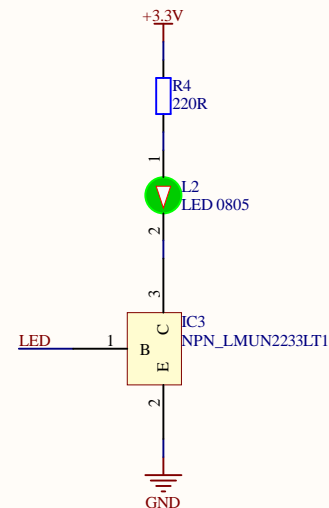 +3.3V
R4
220R
1
L2
LED 0805
2
3
IC3
NPN_LMUN2233LT1
C
LED
1
B
E
2
GND